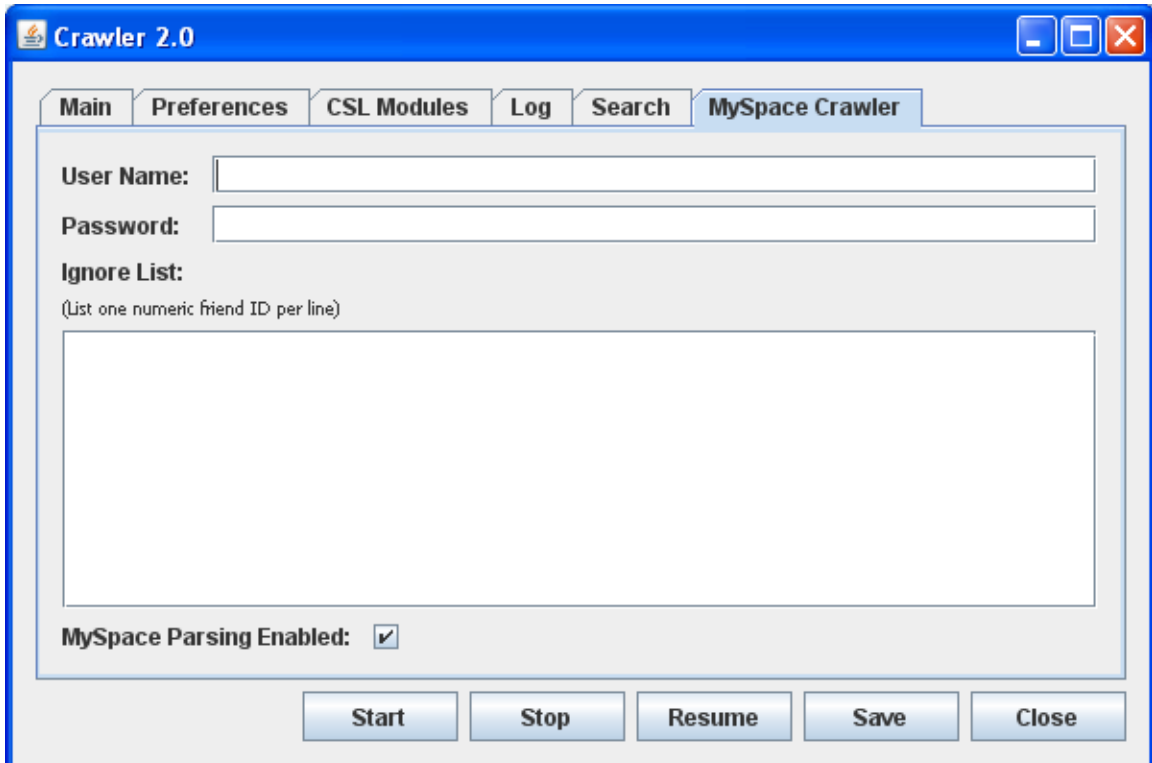 Crawler 2.0
Main Preferences CSL Modules Log Search MySpace Crawler
User Name:
Password:
Ignore List:
(List one numeric friend ID per line)
MySpace Parsing Enabled:
Start Stop Resume Save Close